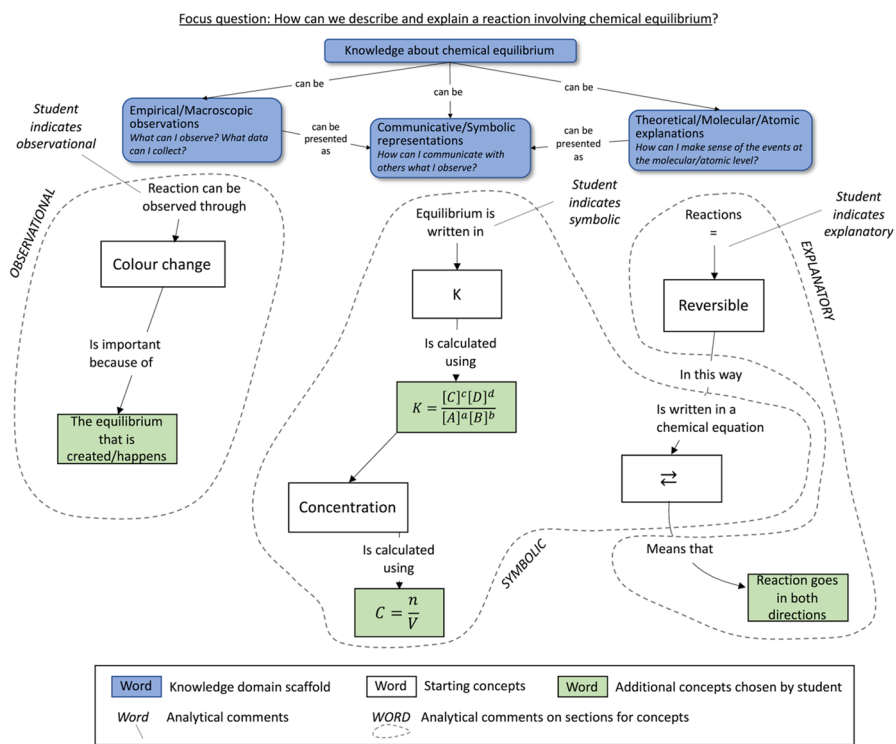 Focus question: How can we describe and explain a reaction involving chemical equilibrium?
Knowledge about chemical equilibrium
can be
can be
can be
Empirical/Macroscopic
observations
What can I observe? What data
can I collect?
can be
presented
as
Communicative/Symbolic
representations
How can I communicate with
others what I observe?
can be
presented
as
Theoretical/Molecular/Atomic
explanations
How can I make sense of the events
at the molecular/atomic level?
Student
indicates
observational
OBSERVATIONAL
Reaction can be
observed through
Colour change
Is important
because of
The equilibrium
that is
created/happens
Student
indicates
symbolic
Equilibrium is
written in
K
Is calculated
using
K = [C]^c[D]^d / [A]^a[B]^b
Concentration
Is calculated
using
C = n / V
SYMBOLIC
Student
indicates
explanatory
EXPLANATORY
Reactions
=
Reversible
In this way
Is written in a
chemical equation
⇄
Means that
Reaction goes
in both
directions
Word Knowledge domain scaffold
Word Starting concepts
Word Additional concepts chosen by student
Word Analytical comments
WORD Analytical comments on sections for concepts